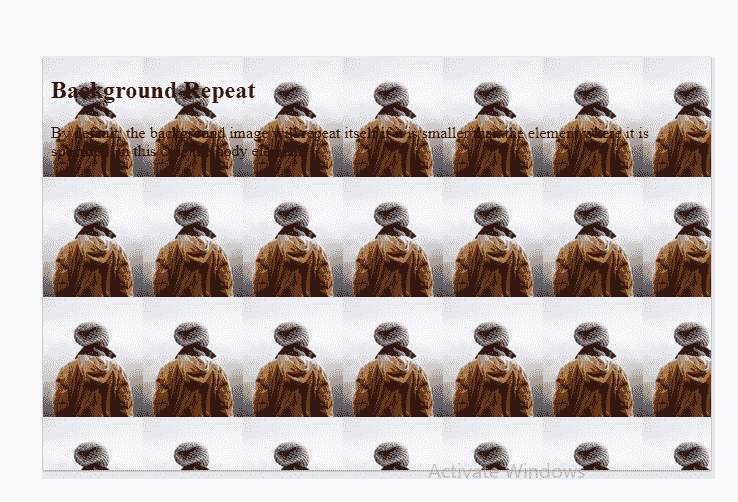 Background Repeat
By default, the background image will repeat itself if it is smaller than the element where it is
specified, in this case the body element.
Activate Windows